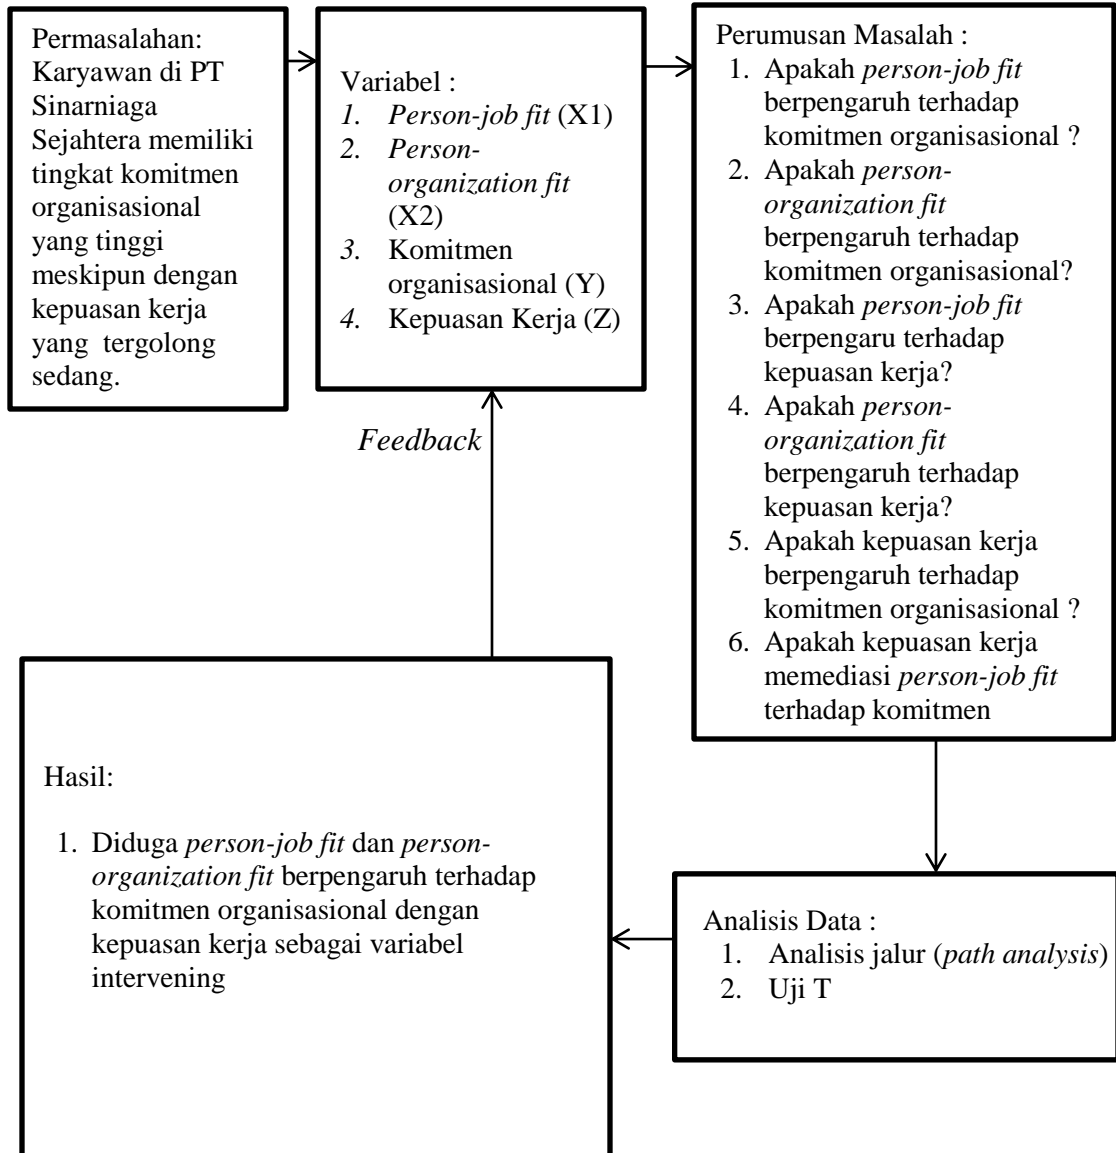 Permasalahan:
Karyawan di PT
Sinarniaga
Sejahtera memiliki
tingkat komitmen
organisasional
yang tinggi
meskipun dengan
kepuasan kerja
yang tergolong
sedang.
Variabel :
1. Person-job fit (X1)
2. Person-
organization fit
(X2)
3. Komitmen
organisasional (Y)
4. Kepuasan Kerja (Z)
Perumusan Masalah :
1. Apakah person-job fit
berpengaruh terhadap
komitmen organisasional ?
2. Apakah person-
organization fit
berpengaruh terhadap
komitmen organisasional?
3. Apakah person-job fit
berpengaru terhadap
kepuasan kerja?
4. Apakah person-
organization fit
berpengaruh terhadap
kepuasan kerja?
5. Apakah kepuasan kerja
berpengaruh terhadap
komitmen organisasional ?
6. Apakah kepuasan kerja
memediasi person-job fit
terhadap komitmen
Feedback
Hasil:
1. Diduga person-job fit dan person-
organization fit berpengaruh terhadap
komitmen organisasional dengan
kepuasan kerja sebagai variabel
intervening
Analisis Data :
1. Analisis jalur (path analysis)
2. Uji T